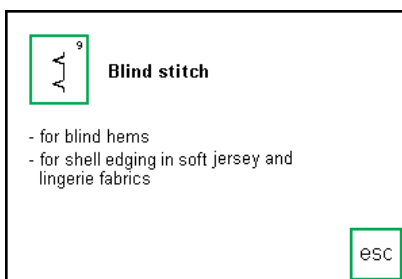 9
Blind stitch
- for blind hems
- for shell edging in soft jersey and
lingerie fabrics
esc